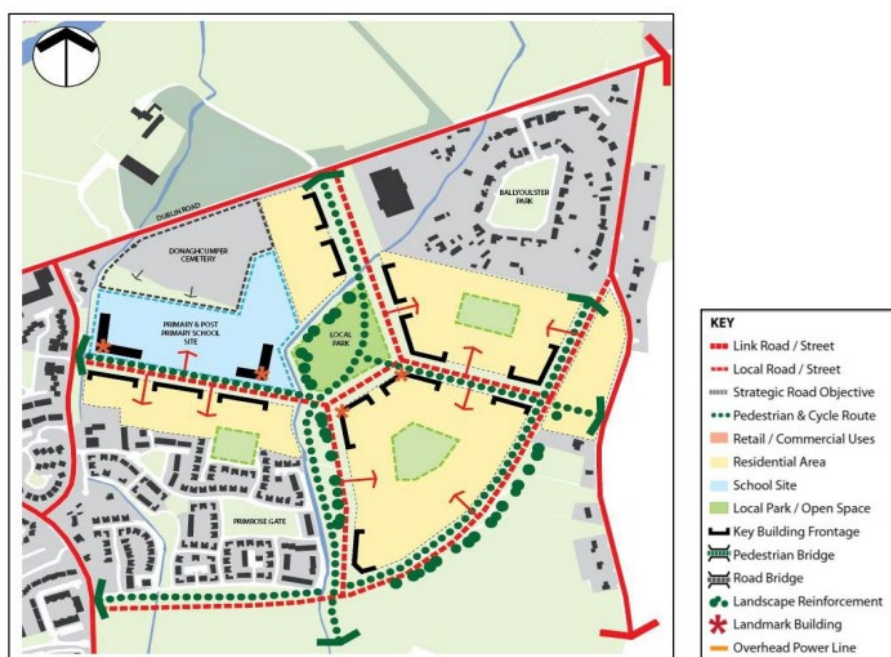 DUBLIN ROAD
DONAGHCUMPER
CEMETERY
BALLYOULSTER
PARK
PRIMARY & POST
PRIMARY SCHOOL
SITE
LOCAL
PARK
PRIMROSE GATE
KEY
Link Road / Street
Local Road / Street
Strategic Road Objective
Pedestrian & Cycle Route
Retail / Commercial Uses
Residential Area
School Site
Local Park / Open Space
Key Building Frontage
Pedestrian Bridge
Road Bridge
Landscape Reinforcement
Landmark Building
Overhead Power Line